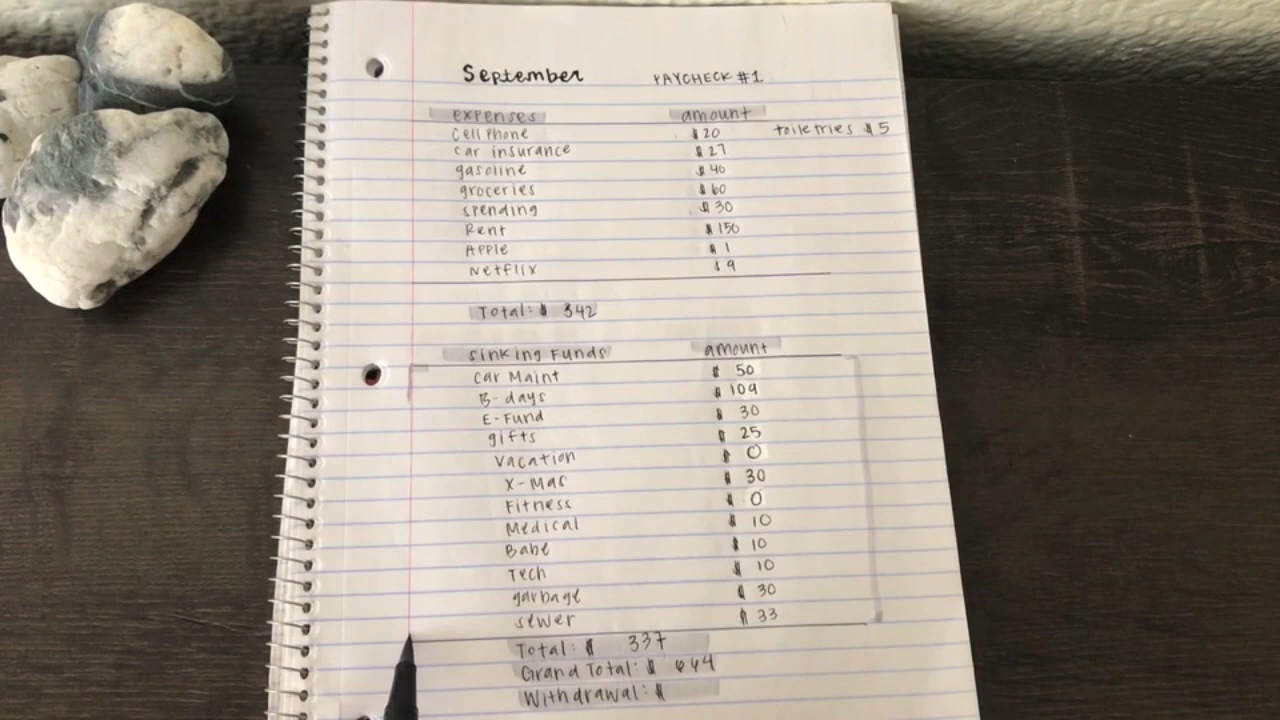 September PAYCHECK #1
EXPENSES amount
Cell Phone $20 toiletries $5
car insurance $27
gasoline $40
groceries $60
spending $30
Rent $150
Apple $1
Netflix $9
Total: $ 342
Sinking Funds amount
Car Maint $ 50
B-days $ 109
E-Fund $ 30
gifts $ 25
Vacation $ 0
X-Mas $ 30
Fitness $ 0
Medical $ 10
Babe $ 10
Tech $ 10
garbage $ 30
sewer $ 33
Total: $ 337
Grand Total: $ 664
Withdrawal: $